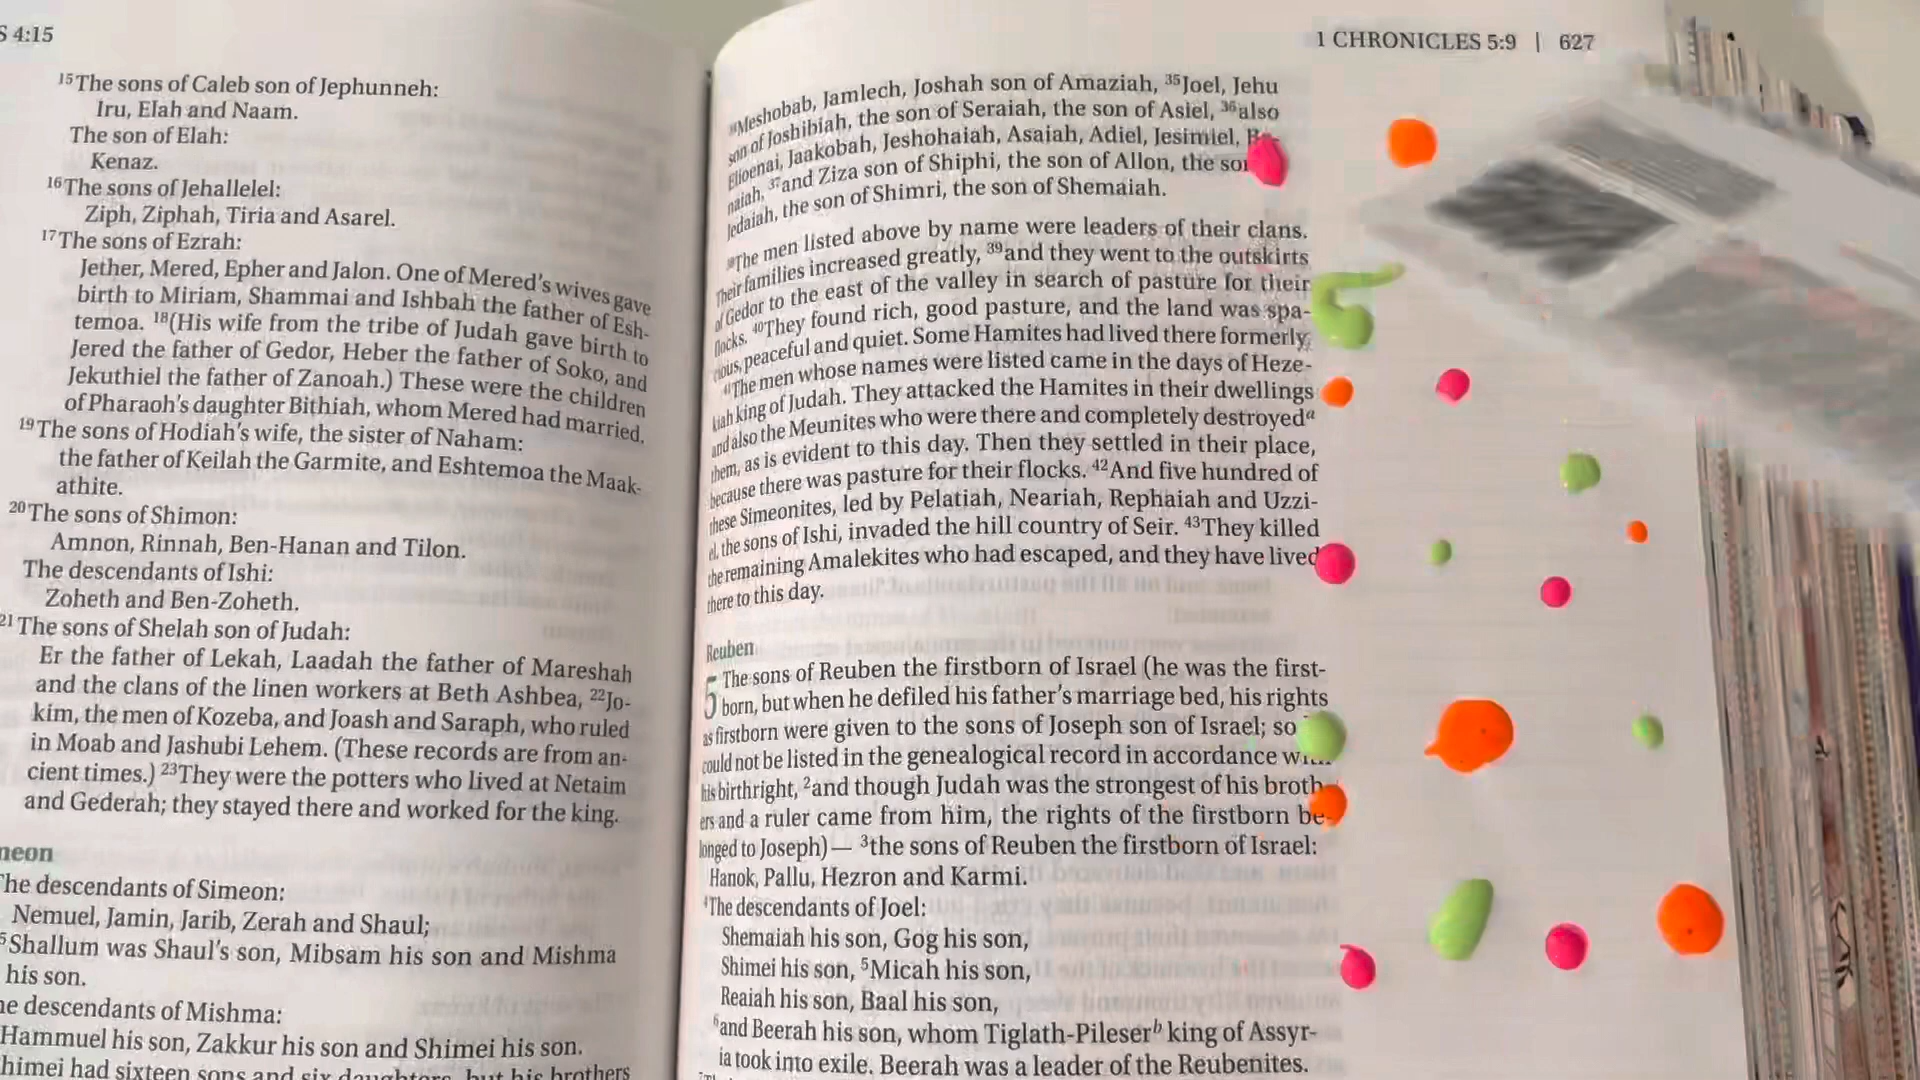 S 4:15
15The sons of Caleb son of Jephunneh:
Iru, Elah and Naam.
The son of Elah:
Kenaz.
16The sons of Jehallelel:
Ziph, Ziphah, Tiria and Asarel.
17The sons of Ezrah:
Jether, Mered, Epher and Jalon. One of Mered's wives gave
birth to Miriam, Shammai and Ishbah the father of Esh-
temoa. 18(His wife from the tribe of Judah gave birth to
Jered the father of Gedor, Heber the father of Soko, and
Jekuthiel the father of Zanoah.) These were the children
of Pharaoh's daughter Bithiah, whom Mered had married.
19The sons of Hodiah's wife, the sister of Naham:
the father of Keilah the Garmite, and Eshtemoa the Maak-
athite.
20The sons of Shimon:
Amnon, Rinnah, Ben-Hanan and Tilon.
The descendants of Ishi:
Zoheth and Ben-Zoheth.
21The sons of Shelah son of Judah:
Er the father of Lekah, Laadah the father of Mareshah
and the clans of the linen workers at Beth Ashbea, 22Jo-
kim, the men of Kozeba, and Joash and Saraph, who ruled
in Moab and Jashubi Lehem. (These records are from an-
cient times.) 23They were the potters who lived at Netaim
and Gederah; they stayed there and worked for the king.
meon
The descendants of Simeon:
Nemuel, Jamin, Jarib, Zerah and Shaul;
5Shallum was Shaul's son, Mibsam his son and Mishma
his son.
he descendants of Mishma:
Hammuel his son, Zakkur his son and Shimei his son.
himei had sixteen sons and six daughters, but his brothers
1 CHRONICLES 5:9 | 627
34Meshobab, Jamlech, Joshah son of Amaziah, 35Joel, Jehu
son of Joshibiah, the son of Seraiah, the son of Asiel, 36also
Elioenai, Jaakobah, Jeshohaiah, Asaiah, Adiel, Jesimiel, Be-
naiah, 37and Ziza son of Shiphi, the son of Allon, the son
Jedaiah, the son of Shimri, the son of Shemaiah.
38The men listed above by name were leaders of their clans.
Their families increased greatly, 39and they went to the outskirts
of Gedor to the east of the valley in search of pasture for their
flocks. 40They found rich, good pasture, and the land was spa-
cious, peaceful and quiet. Some Hamites had lived there formerly.
41The men whose names were listed came in the days of Heze-
kiah king of Judah. They attacked the Hamites in their dwellings
and also the Meunites who were there and completely destroyeda
them, as is evident to this day. Then they settled in their place,
because there was pasture for their flocks. 42And five hundred of
these Simeonites, led by Pelatiah, Neariah, Rephaiah and Uzzi-
el, the sons of Ishi, invaded the hill country of Seir. 43They killed
the remaining Amalekites who had escaped, and they have lived
there to this day.
Reuben
5 The sons of Reuben the firstborn of Israel (he was the first-
born, but when he defiled his father's marriage bed, his rights
as firstborn were given to the sons of Joseph son of Israel; so
could not be listed in the genealogical record in accordance with
his birthright, 2and though Judah was the strongest of his broth-
ers and a ruler came from him, the rights of the firstborn be-
longed to Joseph)— 3the sons of Reuben the firstborn of Israel:
Hanok, Pallu, Hezron and Karmi.
4The descendants of Joel:
Shemaiah his son, Gog his son,
Shimei his son, 5Micah his son,
Reaiah his son, Baal his son,
6and Beerah his son, whom Tiglath-Pileserb king of Assyr-
ia took into exile. Beerah was a leader of the Reubenites.